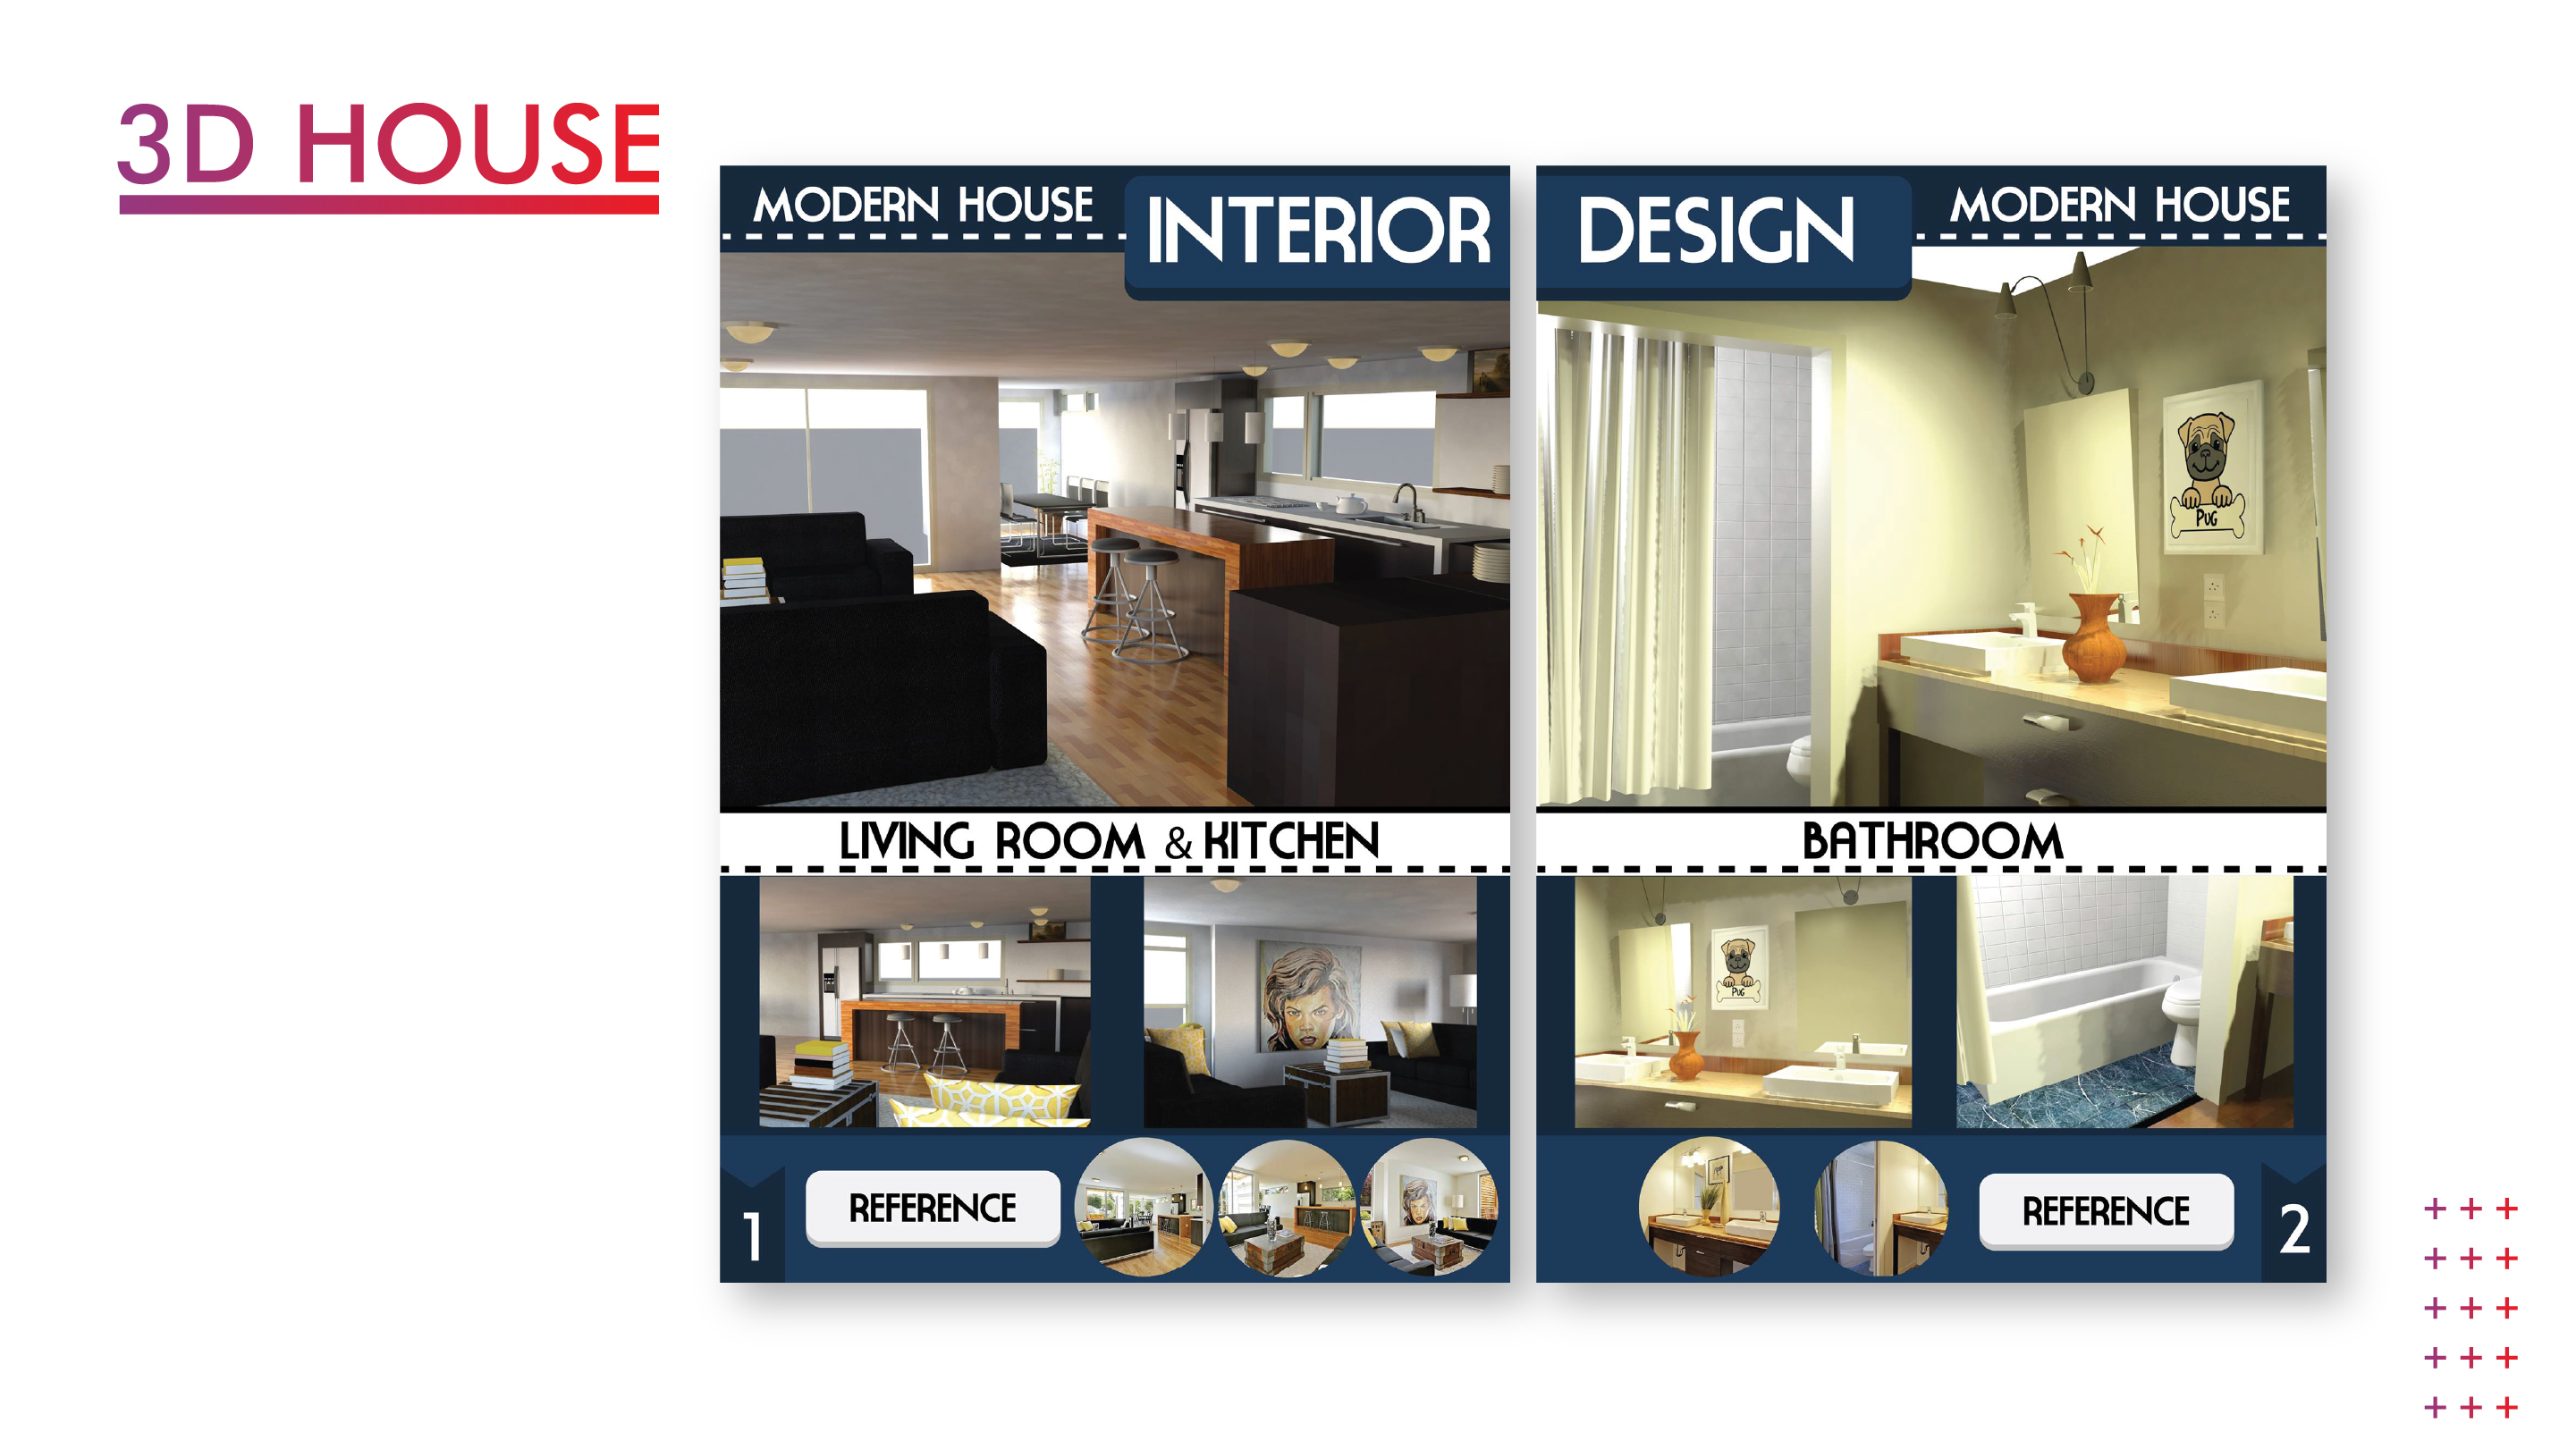 3D HOUSE
MODERN HOUSE
INTERIOR
LIVING ROOM & KITCHEN
1
REFERENCE
DESIGN
MODERN HOUSE
PUG
BATHROOM
PUG
REFERENCE
2